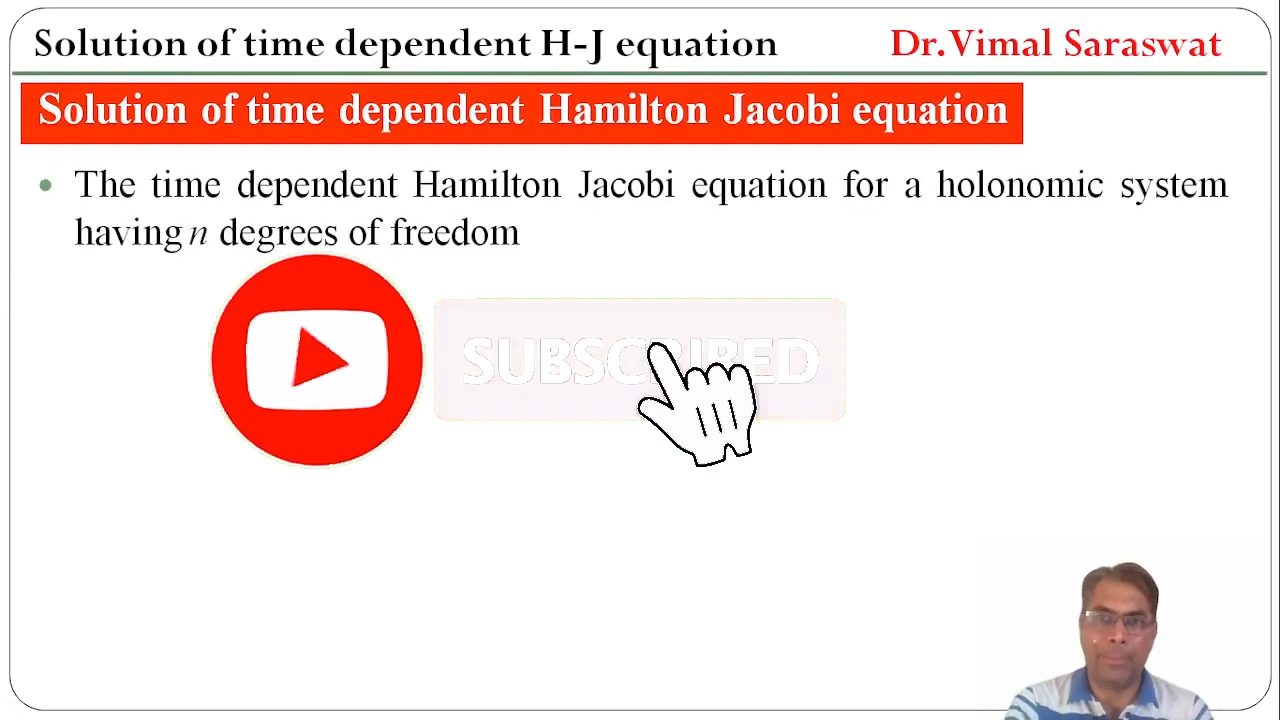 Solution of time dependent H-J equation Dr.Vimal Saraswat
Solution of time dependent Hamilton Jacobi equation
The time dependent Hamilton Jacobi equation for a holonomic system
having n degrees of freedom
SUBSCRIBED